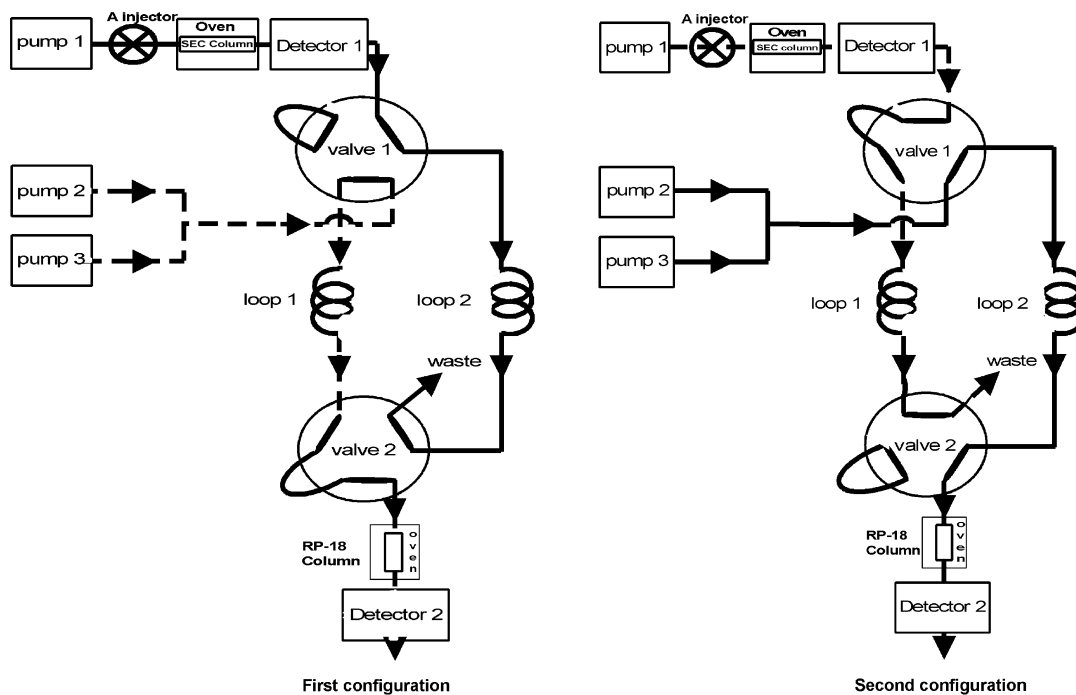 A injector
Oven
pump 1
SEC Column
Detector 1
valve 1
pump 2
pump 3
loop 1
loop 2
waste
valve 2
RP-18
Column
oven
Detector 2
First configuration
A injector
Oven
pump 1
SEC column
Detector 1
valve 1
pump 2
pump 3
loop 1
loop 2
waste
valve 2
RP-18
Column
oven
Detector 2
Second configuration